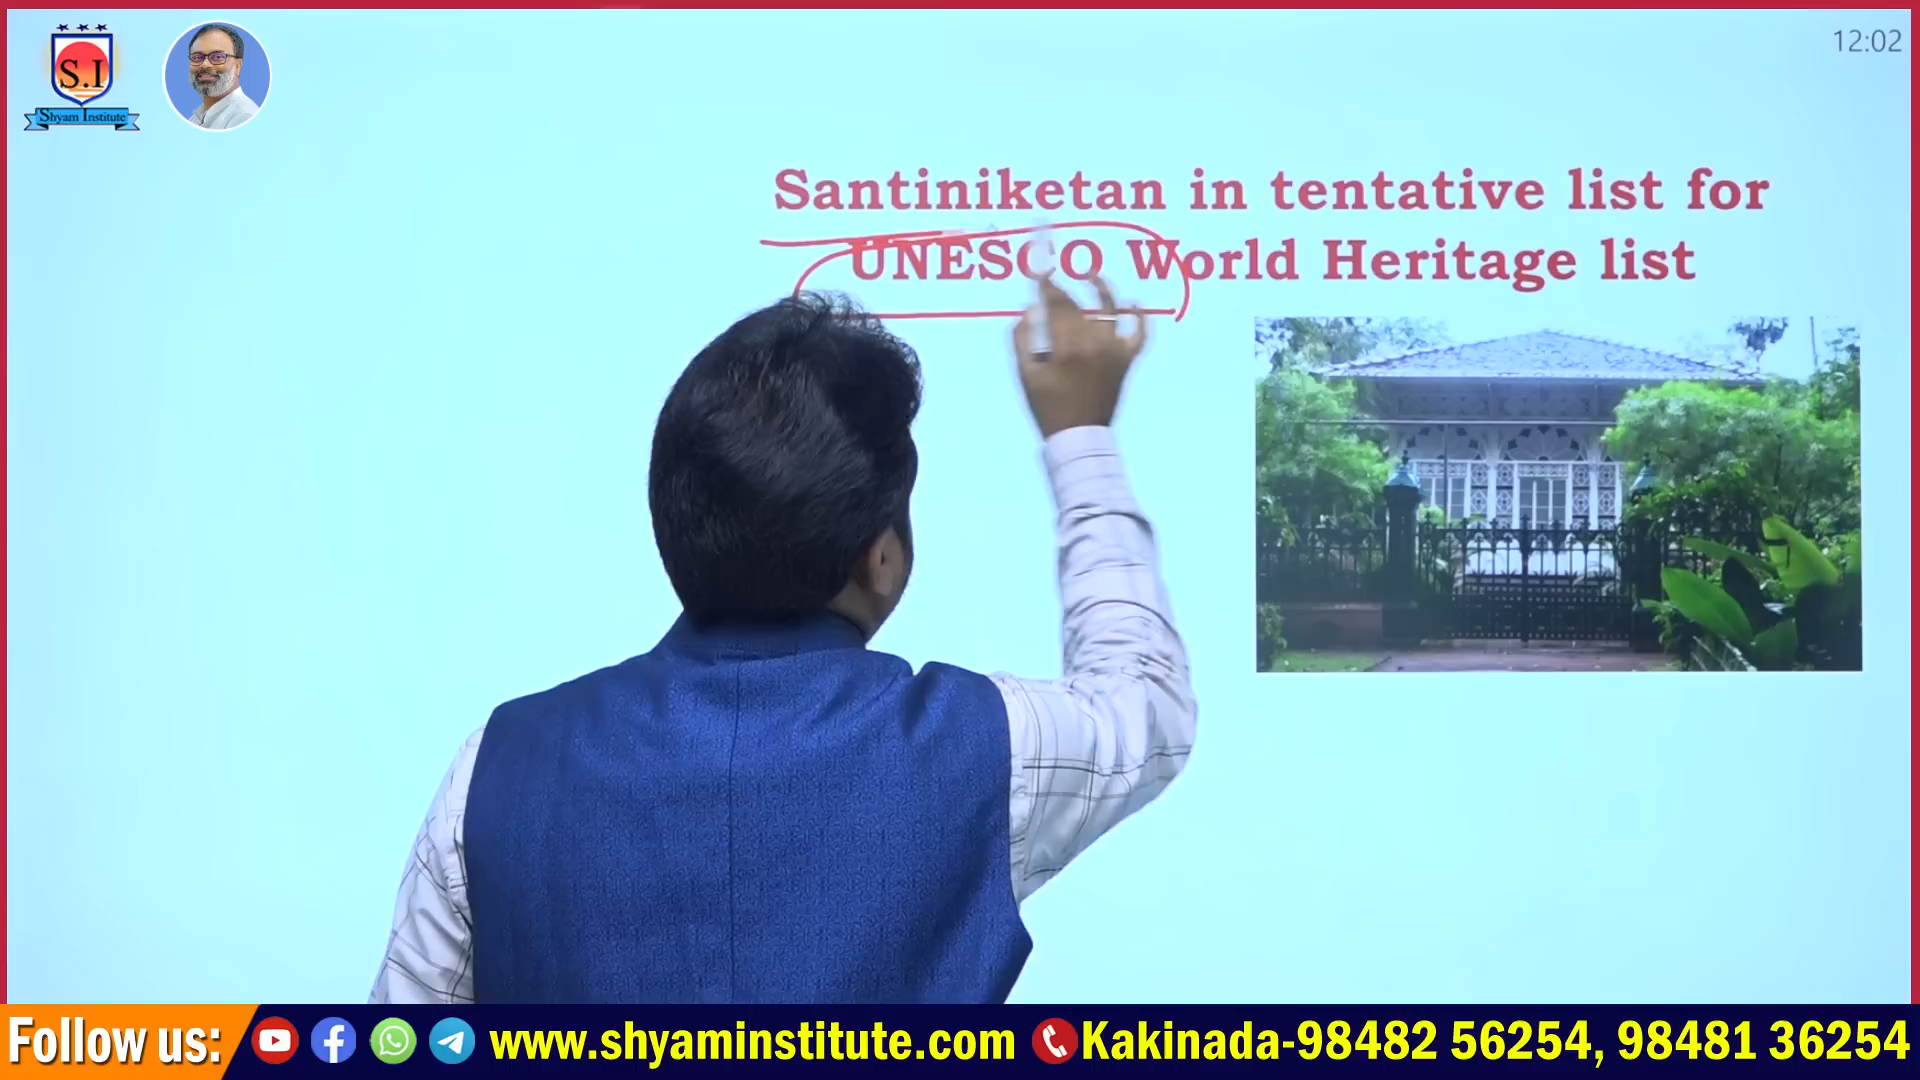 S.I
Shyam Institute
12:02
Santiniketan in tentative list for
UNESCO World Heritage list
Follow us:
www.shyaminstitute.com
Kakinada-98482 56254, 98481 36254